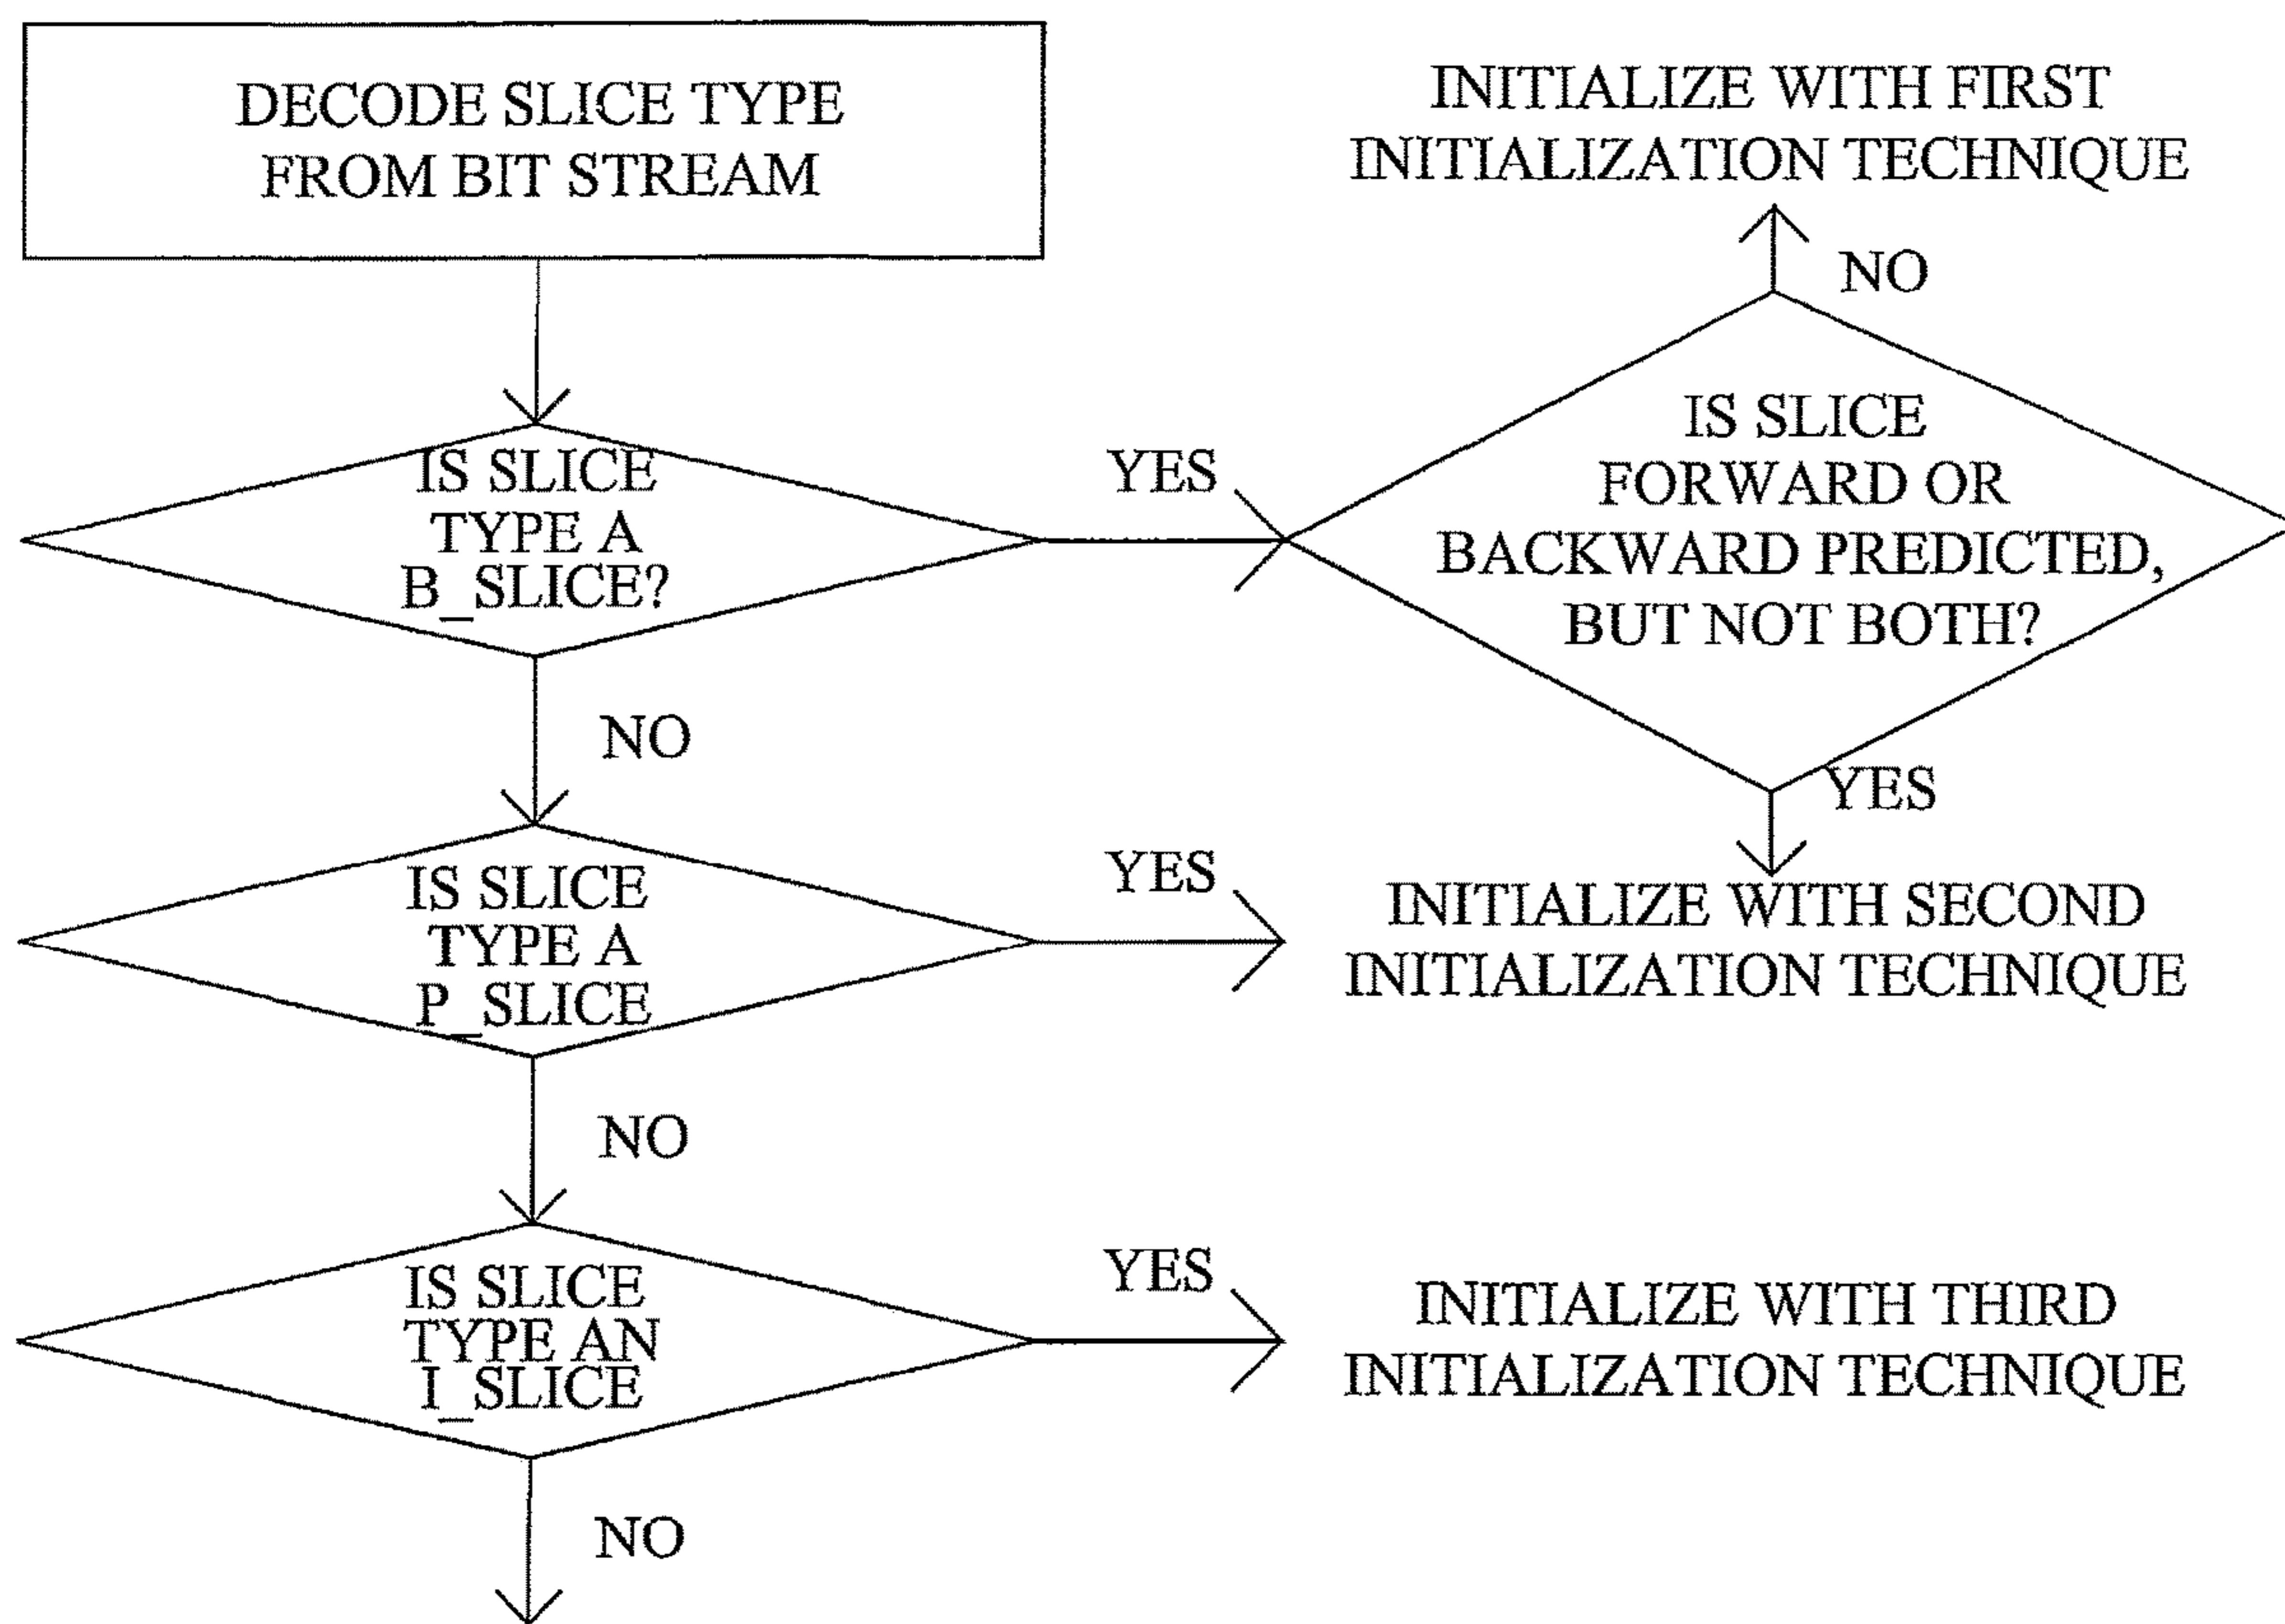 DECODE SLICE TYPE
FROM BIT STREAM
IS SLICE
TYPE A
B_SLICE?
YES
IS SLICE
FORWARD OR
BACKWARD PREDICTED,
BUT NOT BOTH?
NO
INITIALIZE WITH FIRST
INITIALIZATION TECHNIQUE
YES
INITIALIZE WITH SECOND
INITIALIZATION TECHNIQUE
NO
IS SLICE
TYPE A
P_SLICE
YES
NO
IS SLICE
TYPE AN
I_SLICE
YES
INITIALIZE WITH THIRD
INITIALIZATION TECHNIQUE
NO